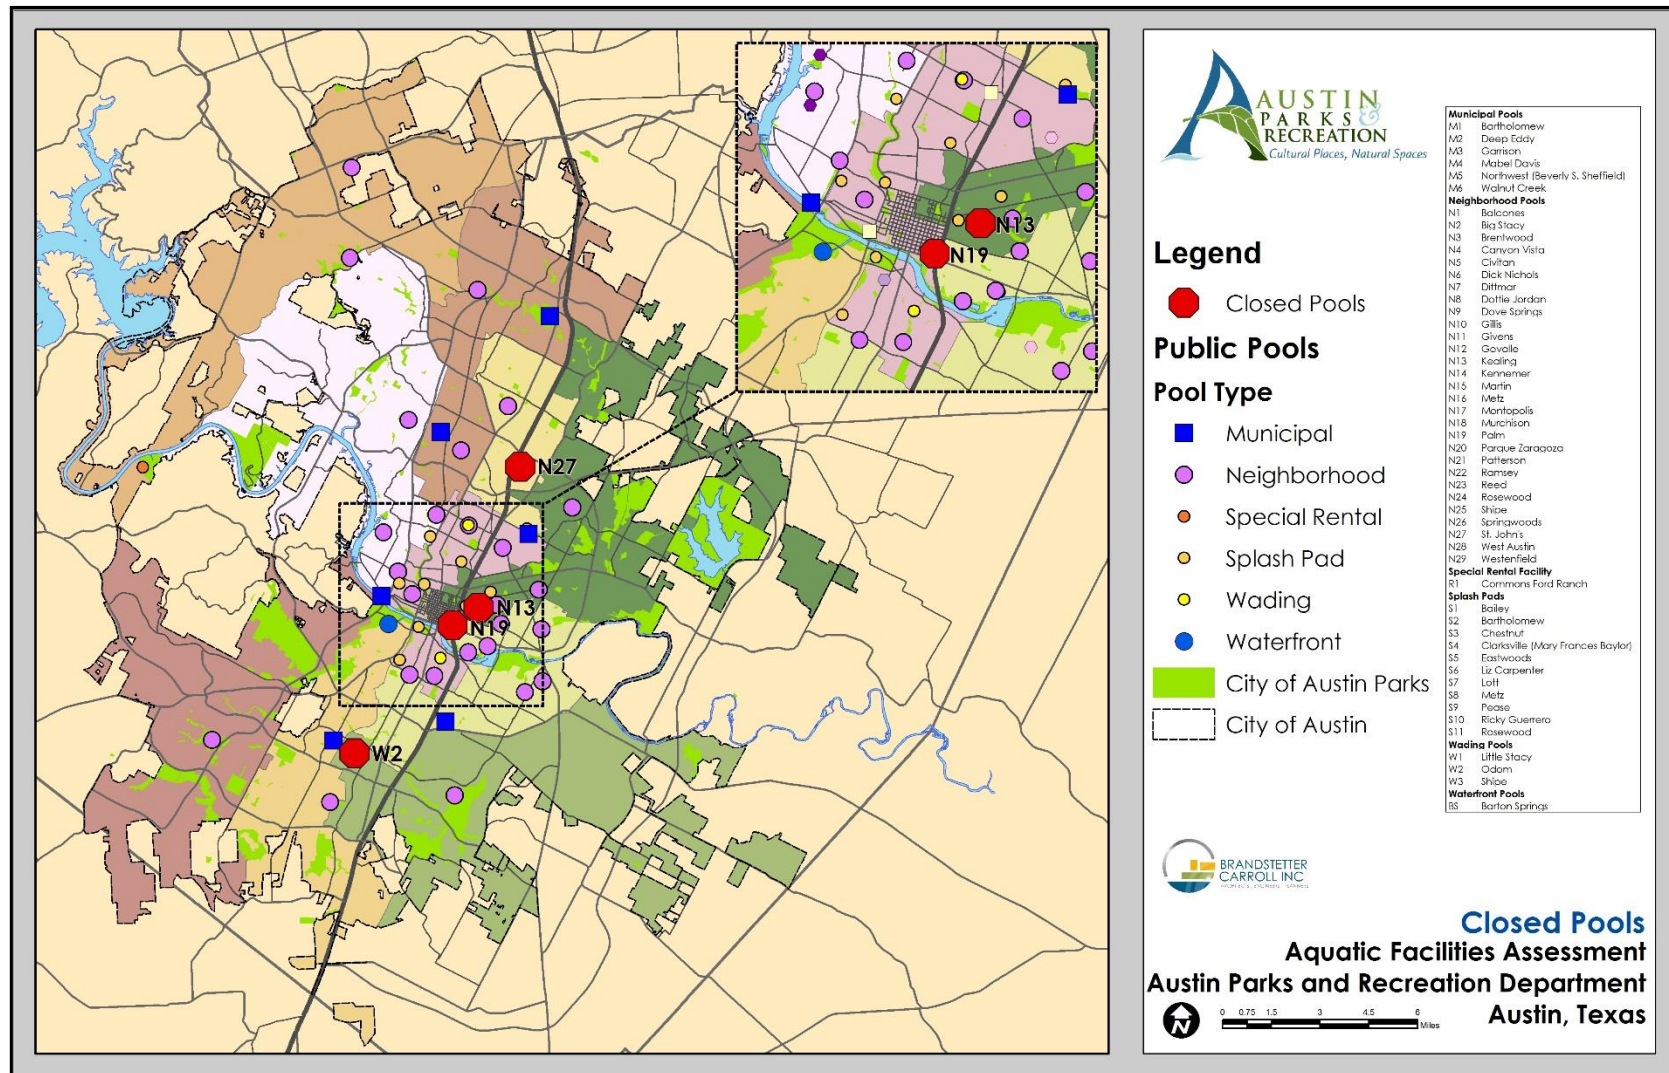 N27
N13
N19
W2
N13
N19
AUSTIN
PARKS &
RECREATION
Cultural Places, Natural Spaces
Legend
Closed Pools
Public Pools
Pool Type
Municipal
Neighborhood
Special Rental
Splash Pad
Wading
Waterfront
City of Austin Parks
City of Austin
Municipal Pools
M1 Bartholomew
M2 Deep Eddy
M3 Garrison
M4 Mabel Davis
M5 Northwest (Beverly S. Sheffield)
M6 Walnut Creek
Neighborhood Pools
N1 Balcones
N2 Big Stacy
N3 Brentwood
N4 Canyon Vista
N5 Civitan
N6 Dick Nichols
N7 Dittmar
N8 Dottie Jordan
N9 Dove Springs
N10 Gillis
N11 Givens
N12 Govalle
N13 Kealing
N14 Kennemer
N15 Martin
N16 Metz
N17 Montopolis
N18 Murchison
N19 Palm
N20 Parque Zaragoza
N21 Patterson
N22 Ramsey
N23 Reed
N24 Rosewood
N25 Shipe
N26 Springwoods
N27 St. John's
N28 West Austin
N29 Westenfield
Special Rental Facility
R1 Commons Ford Ranch
Splash Pads
S1 Bailey
S2 Bartholomew
S3 Chestnut
S4 Clarksville (Mary Frances Baylor)
S5 Eastwoods
S6 Liz Carpenter
S7 Lott
S8 Metz
S9 Pease
S10 Ricky Guerrero
S11 Rosewood
Wading Pools
W1 Little Stacy
W2 Odom
W3 Shipe
Waterfront Pools
BS Barton Springs
BRANDSTETTER
CARROLL INC
Closed Pools
Aquatic Facilities Assessment
Austin Parks and Recreation Department
Austin, Texas
N
0 0.75 1.5 3 4.5 6
Miles